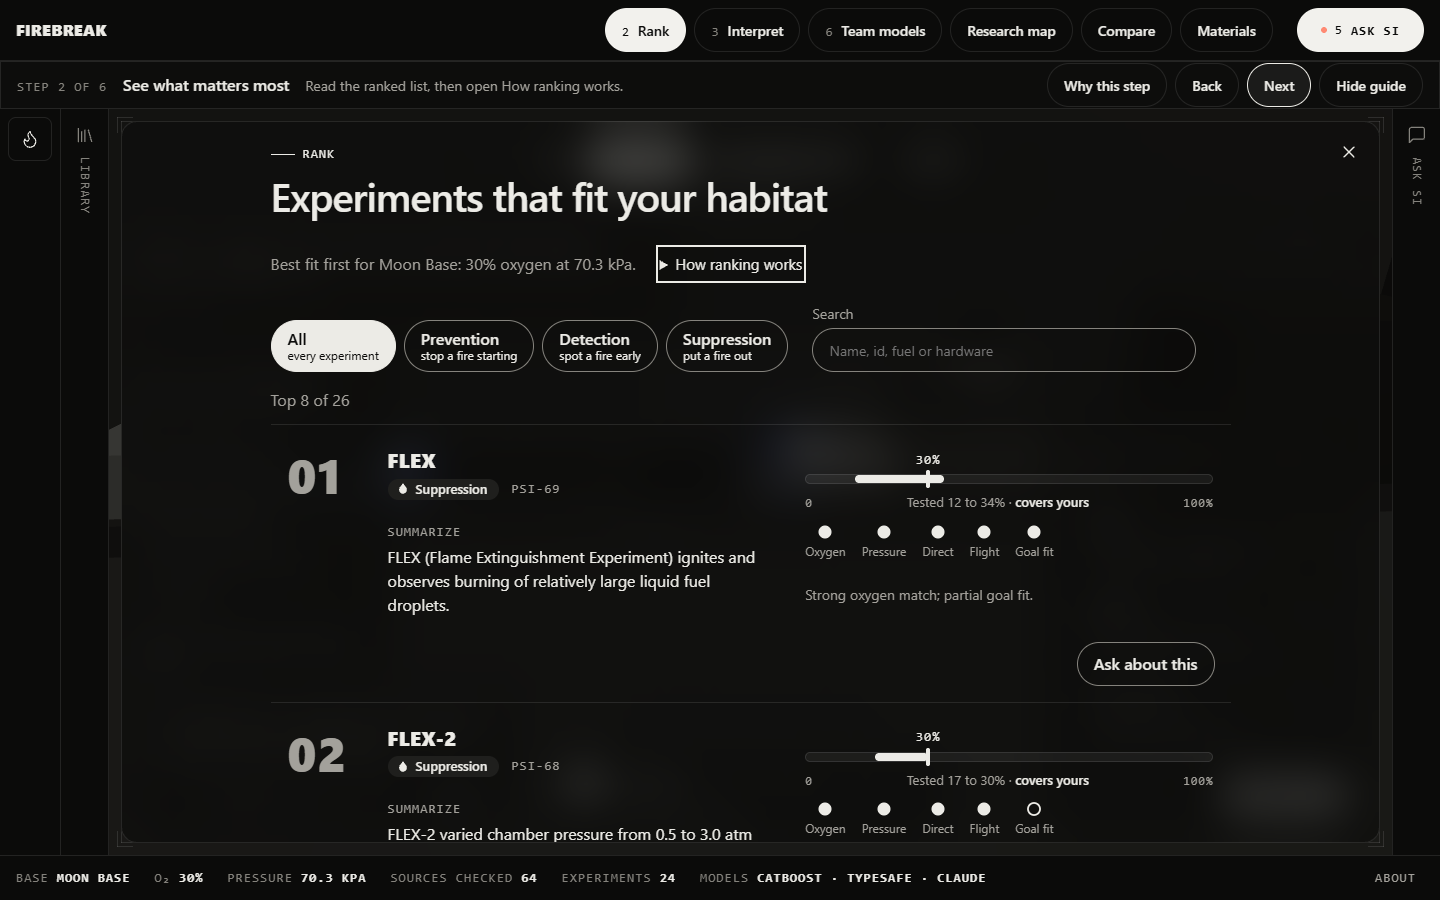 FIREBREAK
2 Rank
3 Interpret
6 Team models
Research map
Compare
Materials
5 ASK SI
STEP 2 OF 6
See what matters most
Read the ranked list, then open How ranking works.
Why this step
Back
Next
Hide guide
LIBRARY
ASK SI
RANK
Experiments that fit your habitat
Best fit first for Moon Base: 30% oxygen at 70.3 kPa.
How ranking works
All
every experiment
Prevention
stop a fire starting
Detection
spot a fire early
Suppression
put a fire out
Search
Name, id, fuel or hardware
Top 8 of 26
01
FLEX
Suppression
PSI-69
SUMMARIZE
FLEX (Flame Extinguishment Experiment) ignites and
observes burning of relatively large liquid fuel
droplets.
30%
0
Tested 12 to 34% · covers yours
100%
Oxygen
Pressure
Direct
Flight
Goal fit
Strong oxygen match; partial goal fit.
Ask about this
02
FLEX-2
Suppression
PSI-68
SUMMARIZE
FLEX-2 varied chamber pressure from 0.5 to 3.0 atm
30%
0
Tested 17 to 30% · covers yours
100%
Oxygen
Pressure
Direct
Flight
Goal fit
BASE MOON BASE
O₂ 30%
PRESSURE 70.3 KPA
SOURCES CHECKED 64
EXPERIMENTS 24
MODELS CATBOOST · TYPESAFE · CLAUDE
ABOUT